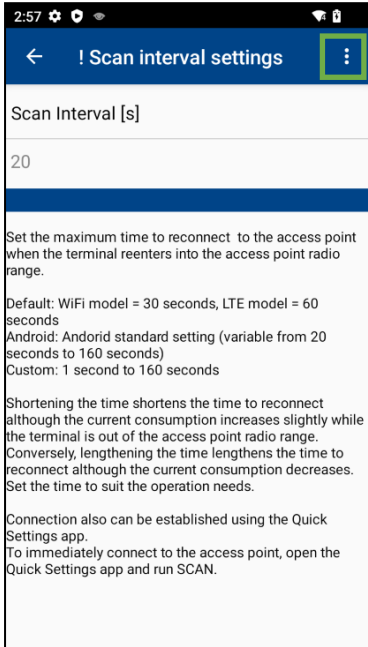 2:57
! Scan interval settings
Scan Interval [s]
20
Set the maximum time to reconnect  to the access point
when the terminal reenters into the access point radio
range.
Default: WiFi model = 30 seconds, LTE model = 60
seconds
Android: Andorid standard setting (variable from 20
seconds to 160 seconds)
Custom: 1 second to 160 seconds
Shortening the time shortens the time to reconnect
although the current consumption increases slightly while
the terminal is out of the access point radio range.
Conversely, lengthening the time lengthens the time to
reconnect although the current consumption decreases.
Set the time to suit the operation needs.
Connection also can be established using the Quick
Settings app.
To immediately connect to the access point, open the
Quick Settings app and run SCAN.